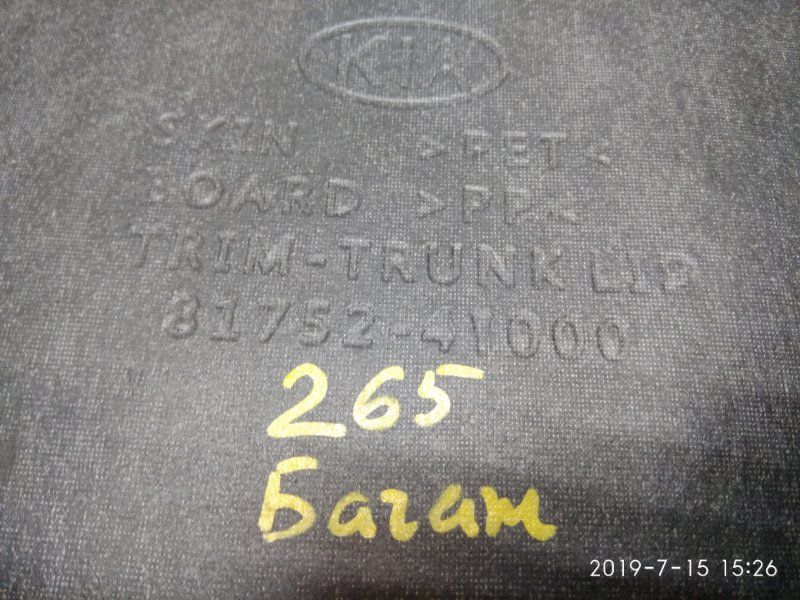 KIA
SKIN >PET<
BOARD >PP<
TRIM-TRUNK LID
81752-4Y000
265
Багаж
2019-7-15 15:26